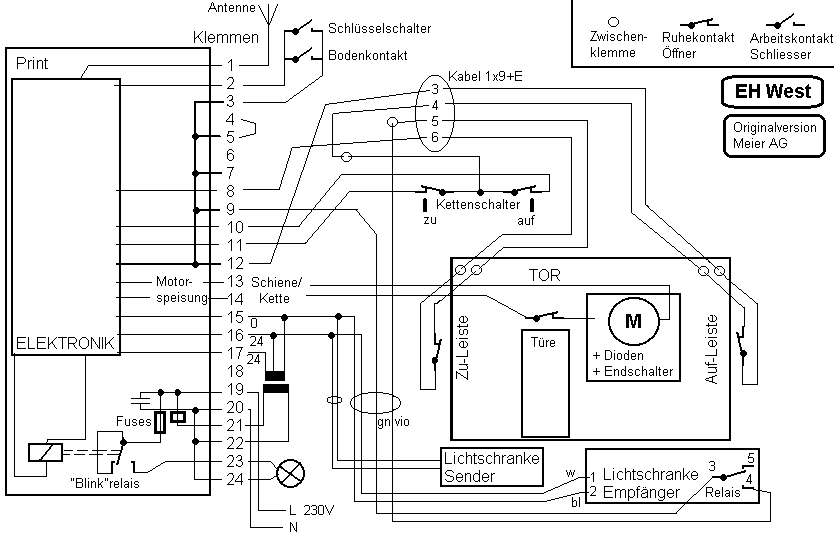 Antenne
Klemmen
Schlüsselschalter
Bodenkontakt
Zwischen-
klemme
Ruhekontakt
Öffner
Arbeitskontakt
Schliesser
EH West
Originalversion
Meier AG
Print
Kabel 1x9+E
1
2
3
4
5
6
7
8
9
10
11
12
13
14
15
16
17
18
19
20
21
22
23
24
3
4
5
6
Kettenschalter
zu
auf
Motor-
speisung
Schiene/
Kette
0
24
24
ELEKTRONIK
TOR
M
+ Dioden
+ Endschalter
Türe
Zu-Leiste
Auf-Leiste
Fuses
"Blink"relais
gn
vio
L 230V
N
Lichtschranke
Sender
w
bl
1
2
Lichtschranke
Empfänger
3
5
4
Relais